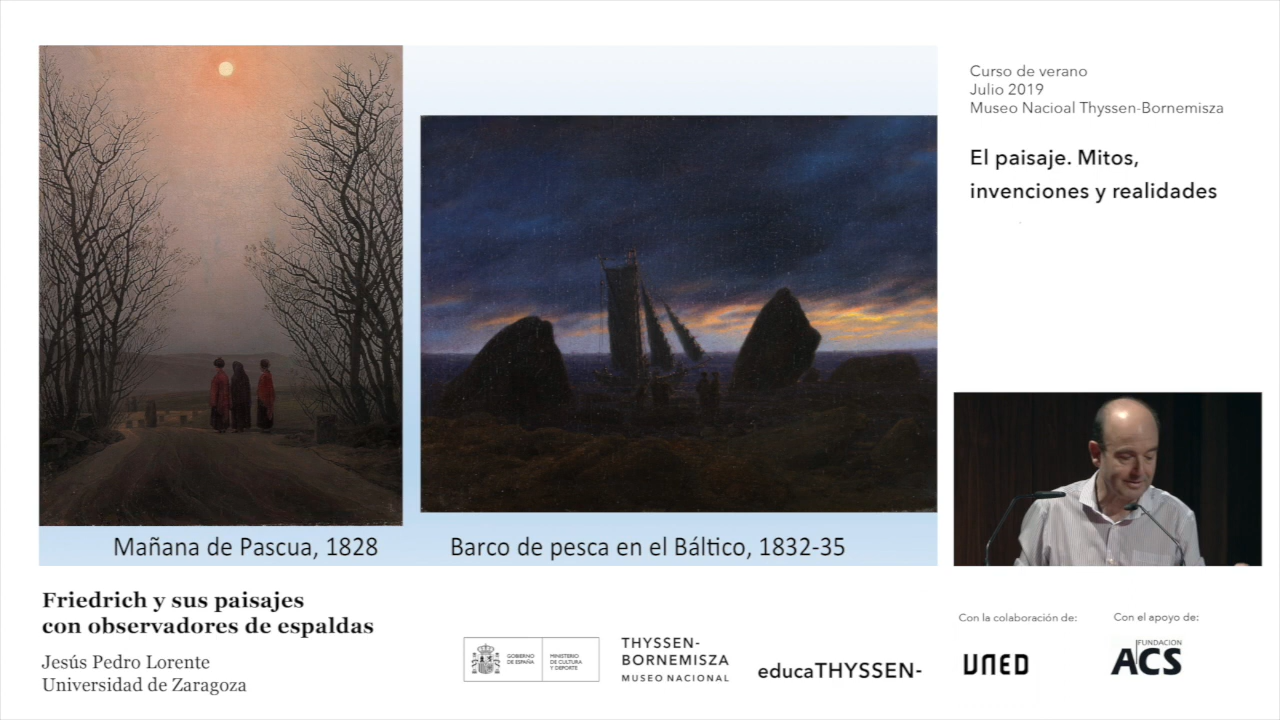 Curso de verano
Julio 2019
Museo Nacioal Thyssen-Bornemisza
El paisaje. Mitos,
invenciones y realidades
Mañana de Pascua, 1828
Barco de pesca en el Báltico, 1832-35
Friedrich y sus paisajes
con observadores de espaldas
Jesús Pedro Lorente
Universidad de Zaragoza
GOBIERNO
DE ESPAÑA
MINISTERIO
DE CULTURA
Y DEPORTE
THYSSEN-
BORNEMISZA
MUSEO NACIONAL
educaTHYSSEN-
Con la colaboración de:
UNED
Con el apoyo de:
FUNDACION
ACS